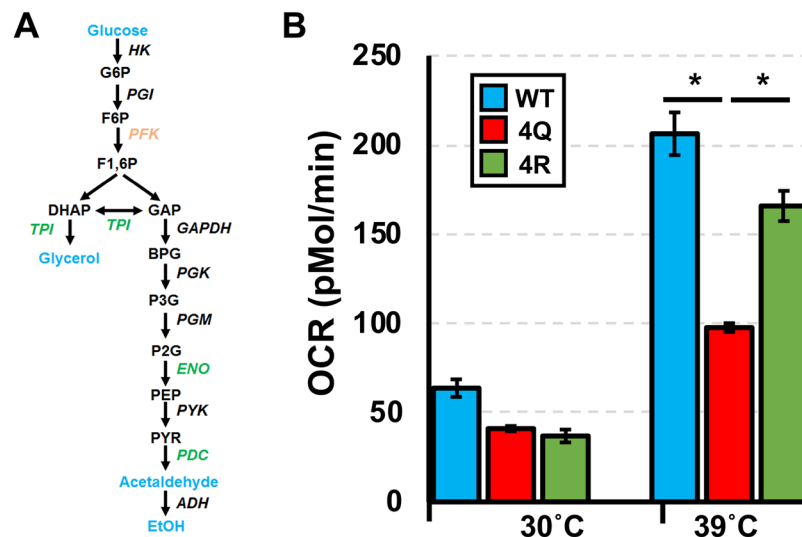 A
Glucose
HK
G6P
PGI
F6P
PFK
F1,6P
DHAP
GAP
TPI
TPI
GAPDH
Glycerol
BPG
PGK
P3G
PGM
P2G
ENO
PEP
PYK
PYR
PDC
Acetaldehyde
ADH
EtOH
B
OCR (pMol/min)
250
200
150
100
50
0
WT
4Q
4R
* *
30˚C
39˚C